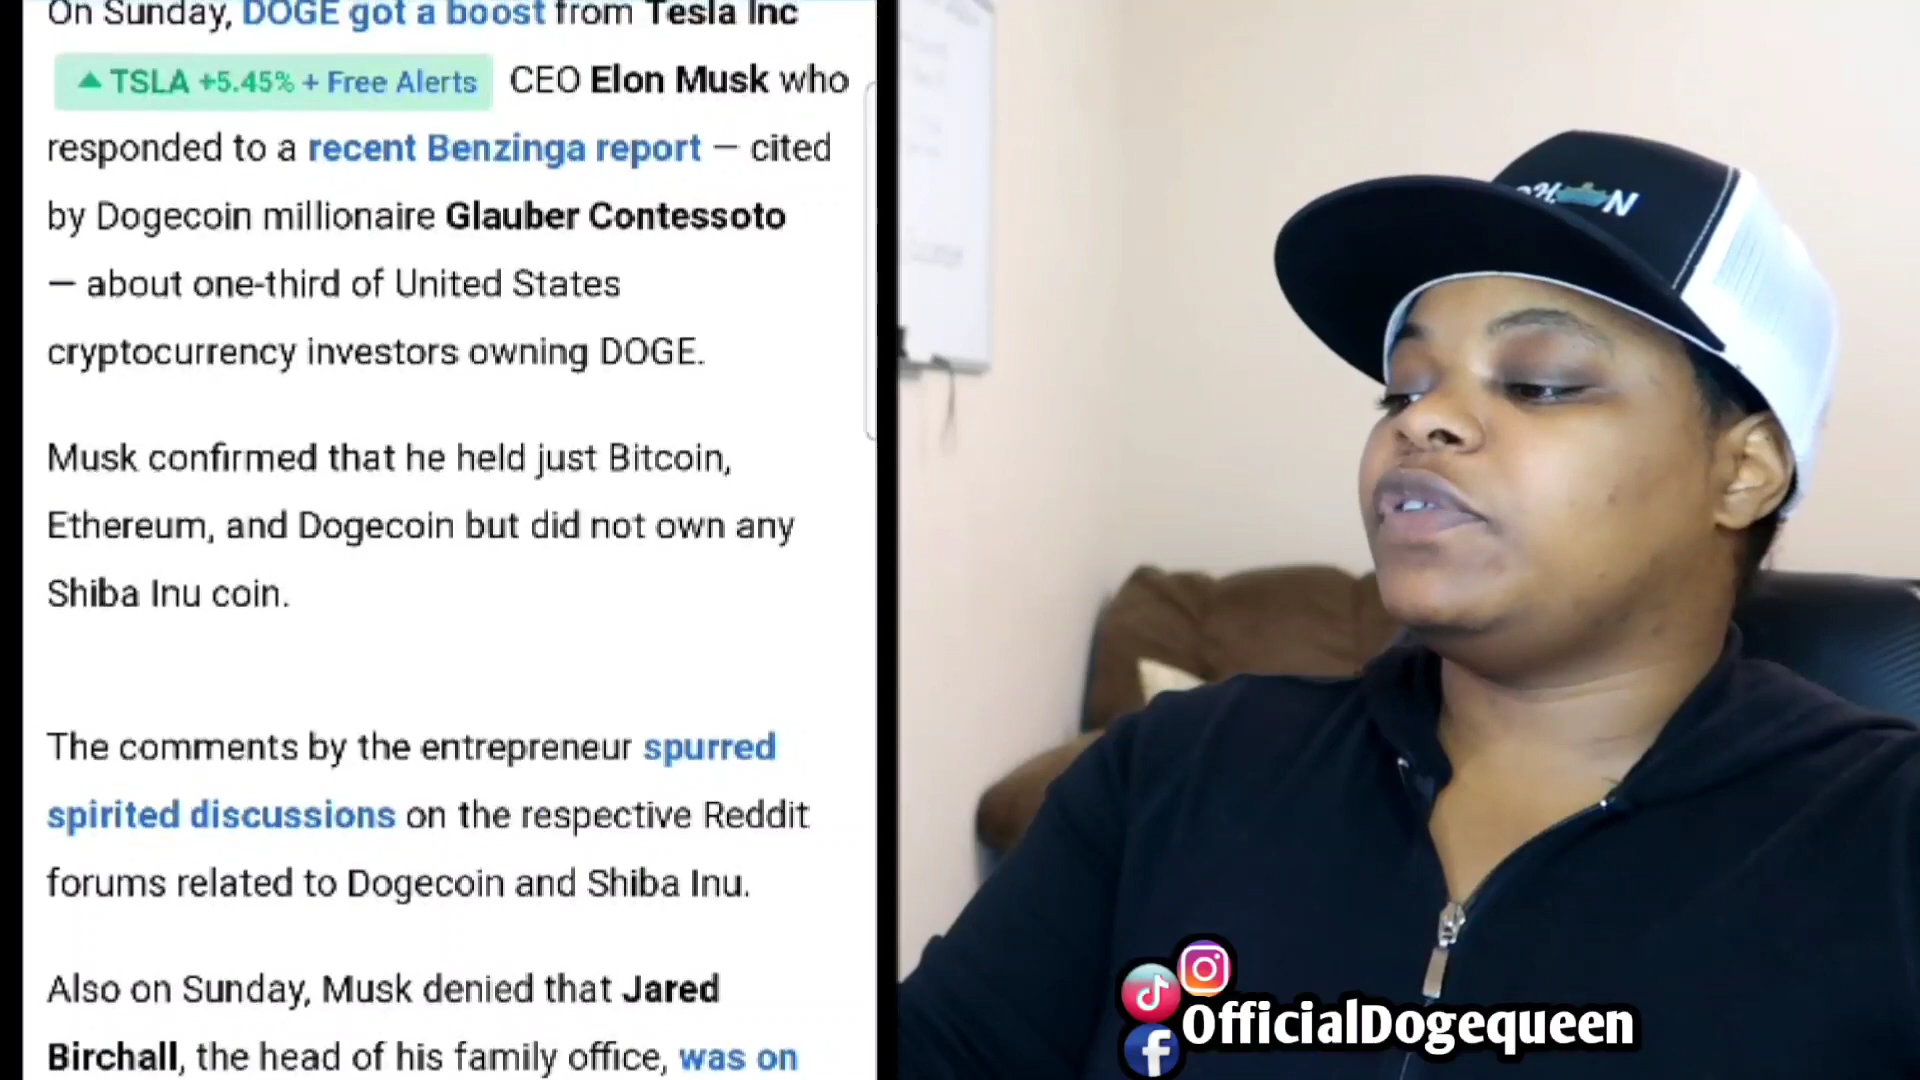 On Sunday, DOGE got a boost from Tesla Inc
▲ TSLA +5.45% + Free Alerts CEO Elon Musk who
responded to a recent Benzinga report — cited
by Dogecoin millionaire Glauber Contessoto
— about one-third of United States
cryptocurrency investors owning DOGE.
Musk confirmed that he held just Bitcoin,
Ethereum, and Dogecoin but did not own any
Shiba Inu coin.
The comments by the entrepreneur spurred
spirited discussions on the respective Reddit
forums related to Dogecoin and Shiba Inu.
Also on Sunday, Musk denied that Jared
Birchall, the head of his family office, was on
OfficialDogequeen